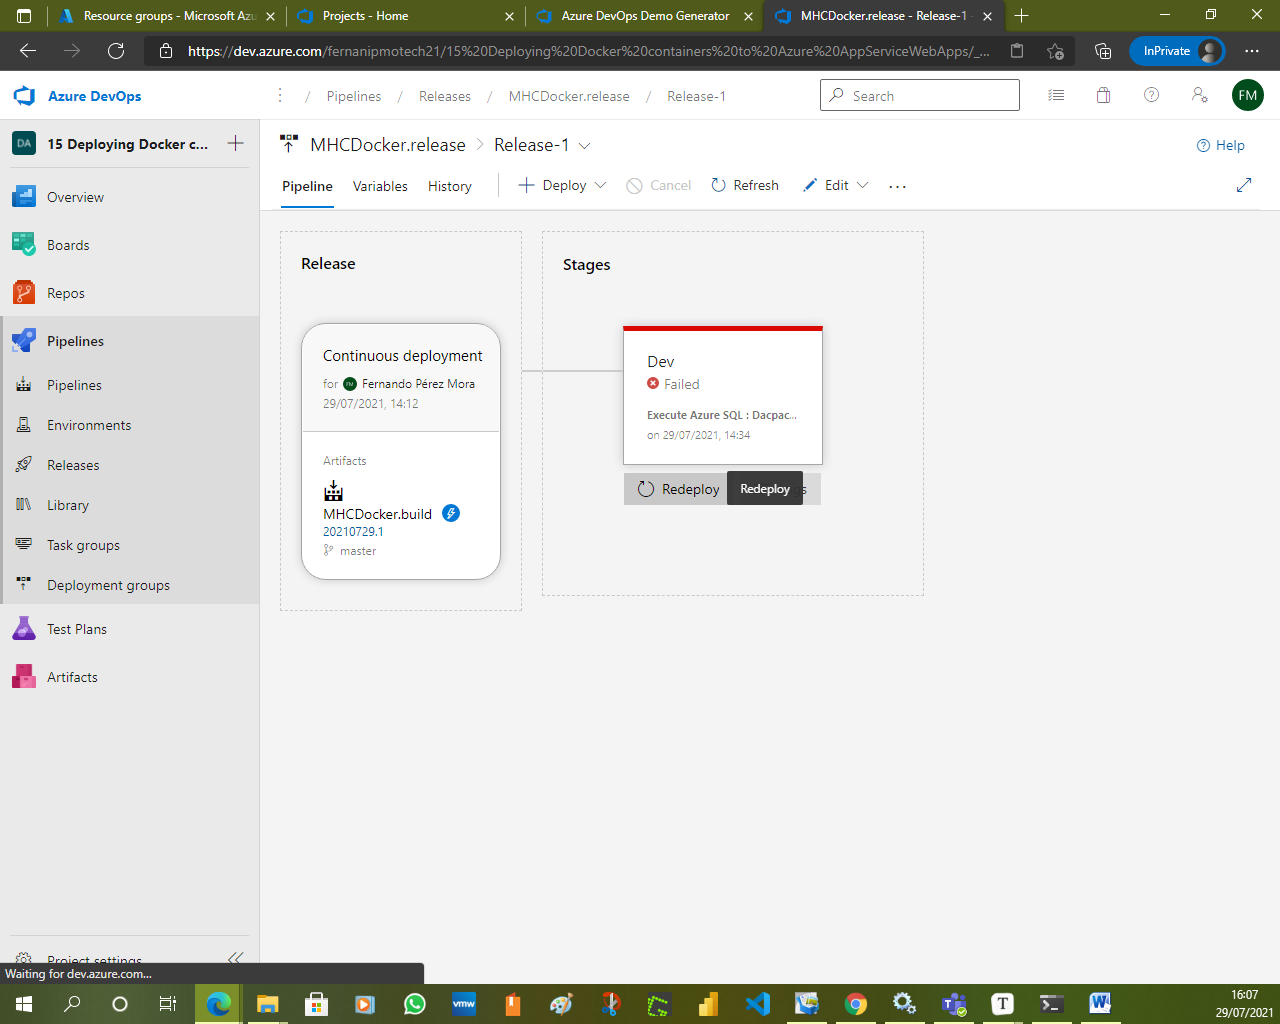 Resource groups - Microsoft Azu
Projects - Home
Azure DevOps Demo Generator
MHCDocker.release - Release-1 -
https://dev.azure.com/fernanipmotech21/15%20Deploying%20Docker%20containers%20to%20Azure%20AppServiceWebApps/_...
InPrivate
Azure DevOps
/ Pipelines / Releases / MHCDocker.release / Release-1
Search
FM
DA
15 Deploying Docker c...
MHCDocker.release
Release-1
Help
Pipeline
Variables
History
Deploy
Cancel
Refresh
Edit
Overview
Boards
Repos
Pipelines
Pipelines
Environments
Releases
Library
Task groups
Deployment groups
Test Plans
Artifacts
Project settings
Release
Continuous deployment
for FM Fernando Pérez Mora
29/07/2021, 14:12
Artifacts
MHCDocker.build
20210729.1
master
Stages
Dev
Failed
Execute Azure SQL : Dacpac...
on 29/07/2021, 14:34
Redeploy
Redeploy
Waiting for dev.azure.com...
vmw
T
16:07
29/07/2021